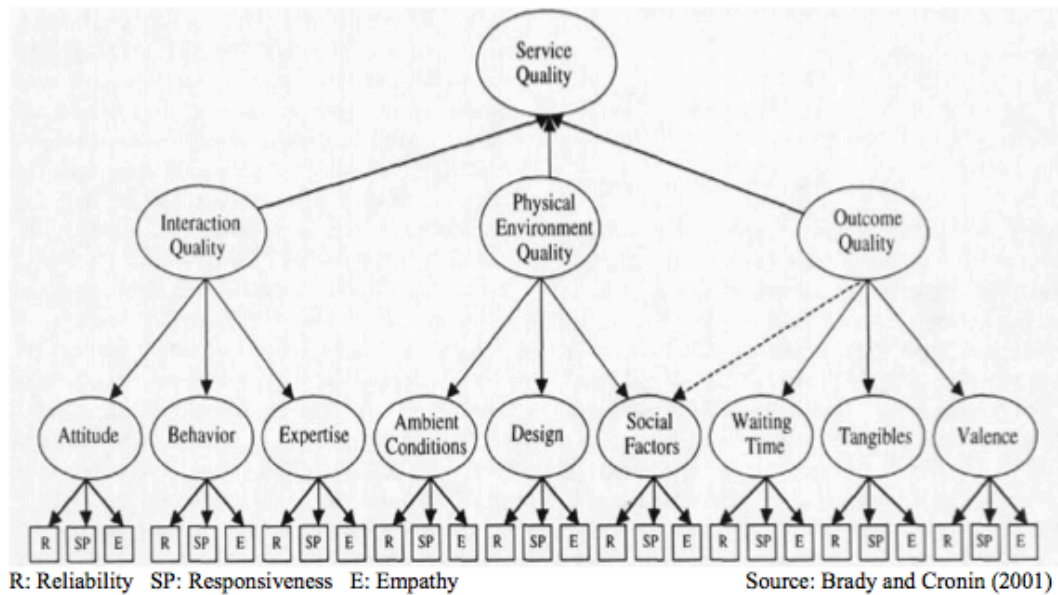 Service
Quality
Interaction
Quality
Physical
Environment
Quality
Outcome
Quality
Attitude
Behavior
Expertise
Ambient
Conditions
Design
Social
Factors
Waiting
Time
Tangibles
Valence
R SP E R SP E R SP E R SP E R SP E R SP E R SP E R SP E R SP E
R: Reliability SP: Responsiveness E: Empathy Source: Brady and Cronin (2001)